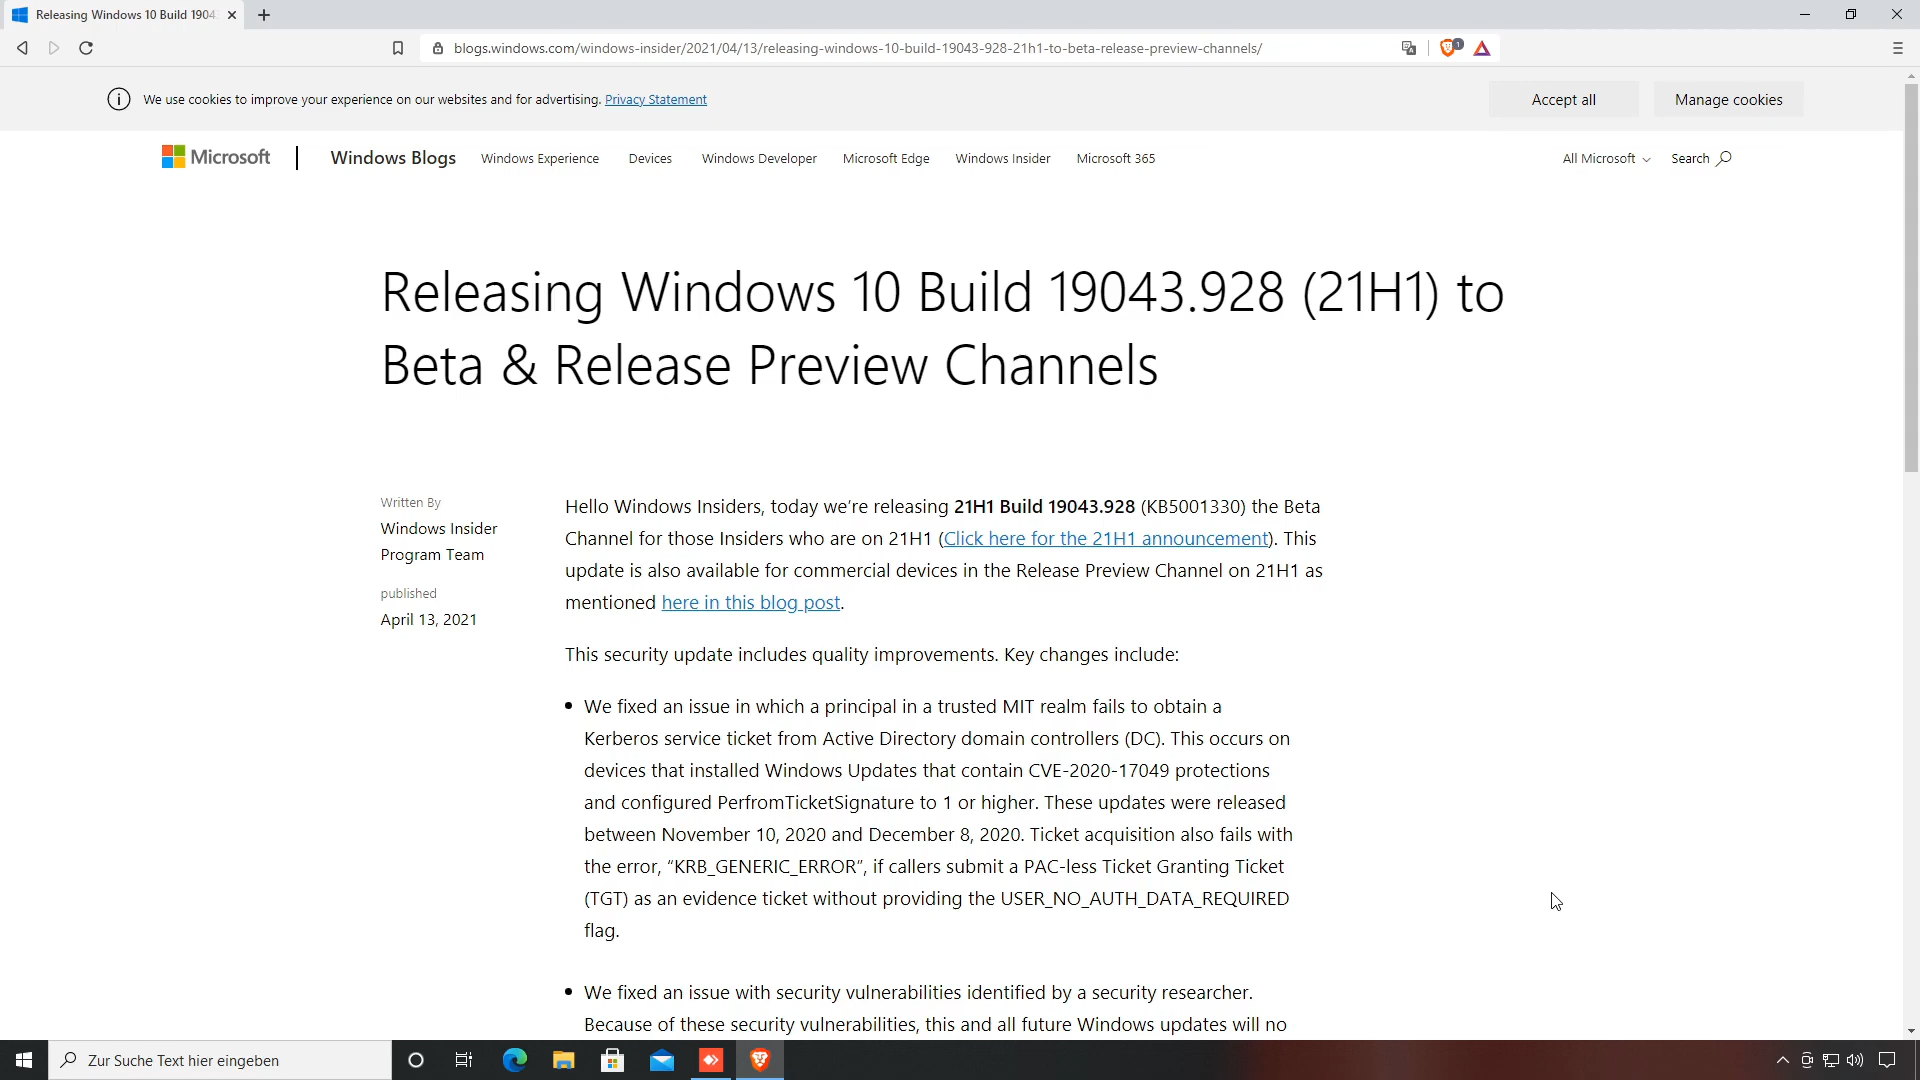 Releasing Windows 10 Build 1904
blogs.windows.com/windows-insider/2021/04/13/releasing-windows-10-build-19043-928-21h1-to-beta-release-preview-channels/
1
We use cookies to improve your experience on our websites and for advertising. Privacy Statement
Accept all
Manage cookies
Microsoft
Windows Blogs
Windows Experience
Devices
Windows Developer
Microsoft Edge
Windows Insider
Microsoft 365
All Microsoft
Search
Releasing Windows 10 Build 19043.928 (21H1) to
Beta & Release Preview Channels
Written By
Windows Insider
Program Team
published
April 13, 2021
Hello Windows Insiders, today we’re releasing 21H1 Build 19043.928 (KB5001330) the Beta
Channel for those Insiders who are on 21H1 (Click here for the 21H1 announcement). This
update is also available for commercial devices in the Release Preview Channel on 21H1 as
mentioned here in this blog post.
This security update includes quality improvements. Key changes include:
• We fixed an issue in which a principal in a trusted MIT realm fails to obtain a
Kerberos service ticket from Active Directory domain controllers (DC). This occurs on
devices that installed Windows Updates that contain CVE-2020-17049 protections
and configured PerfromTicketSignature to 1 or higher. These updates were released
between November 10, 2020 and December 8, 2020. Ticket acquisition also fails with
the error, “KRB_GENERIC_ERROR”, if callers submit a PAC-less Ticket Granting Ticket
(TGT) as an evidence ticket without providing the USER_NO_AUTH_DATA_REQUIRED
flag.
• We fixed an issue with security vulnerabilities identified by a security researcher.
Because of these security vulnerabilities, this and all future Windows updates will no
Zur Suche Text hier eingeben